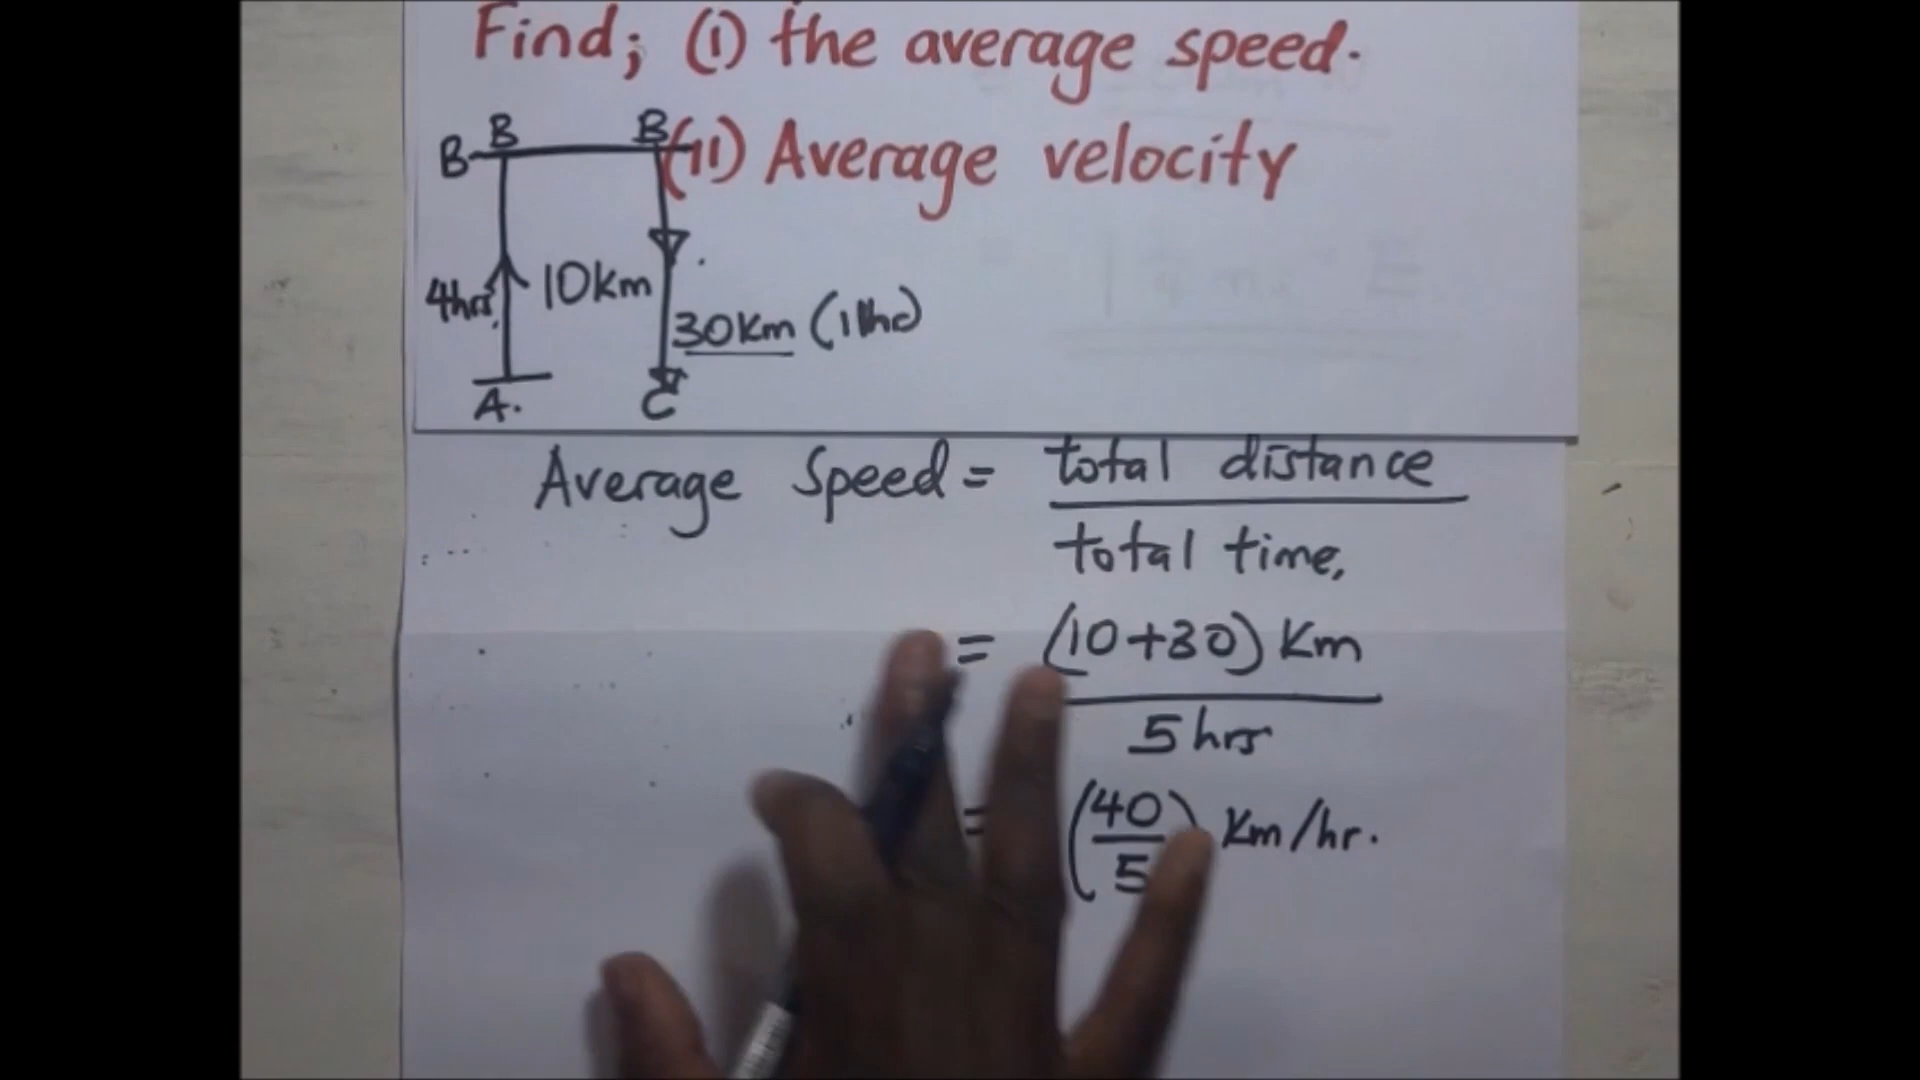 Find; (i) the average speed.
B B B (ii) Average velocity
4hrs. 10km
30km (1hr)
A. C
Average Speed = total distance
total time,
= (10+30) Km
5 hrs
= (40) Km/hr.
5